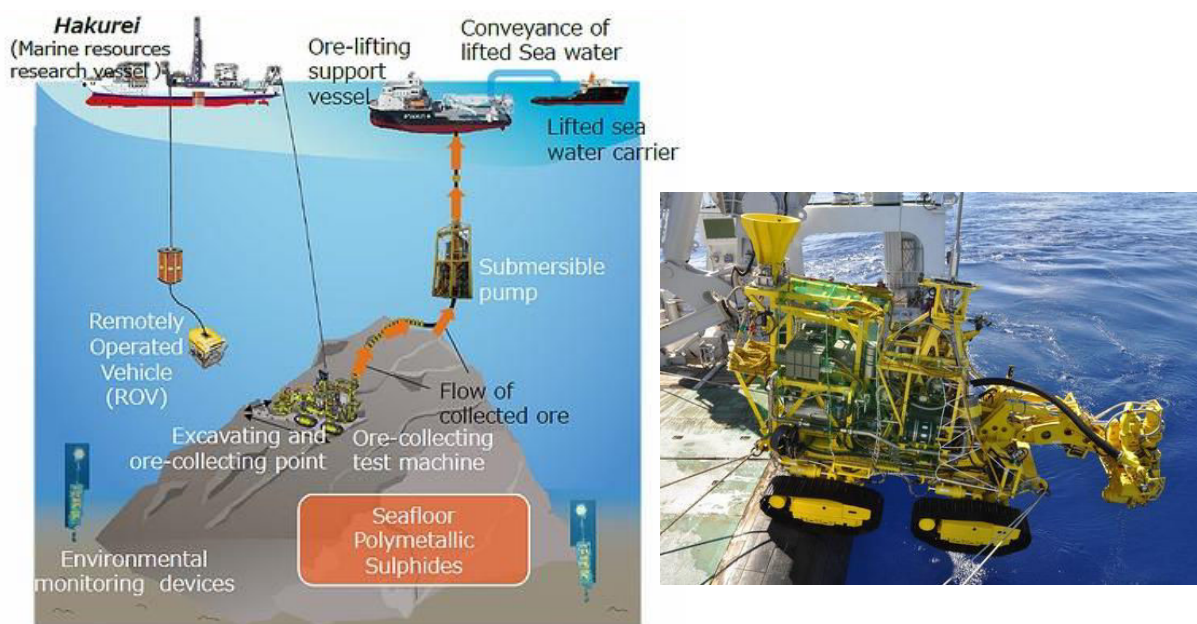 Hakurei
(Marine resources
research vessel )
Ore-lifting
support
vessel
Conveyance of
lifted Sea water
Lifted sea
water carrier
Submersible
pump
Remotely
Operated
Vehicle
(ROV)
Flow of
collected ore
Excavating and
ore-collecting point
Ore-collecting
test machine
Seafloor
Polymetallic
Sulphides
Environmental
monitoring devices